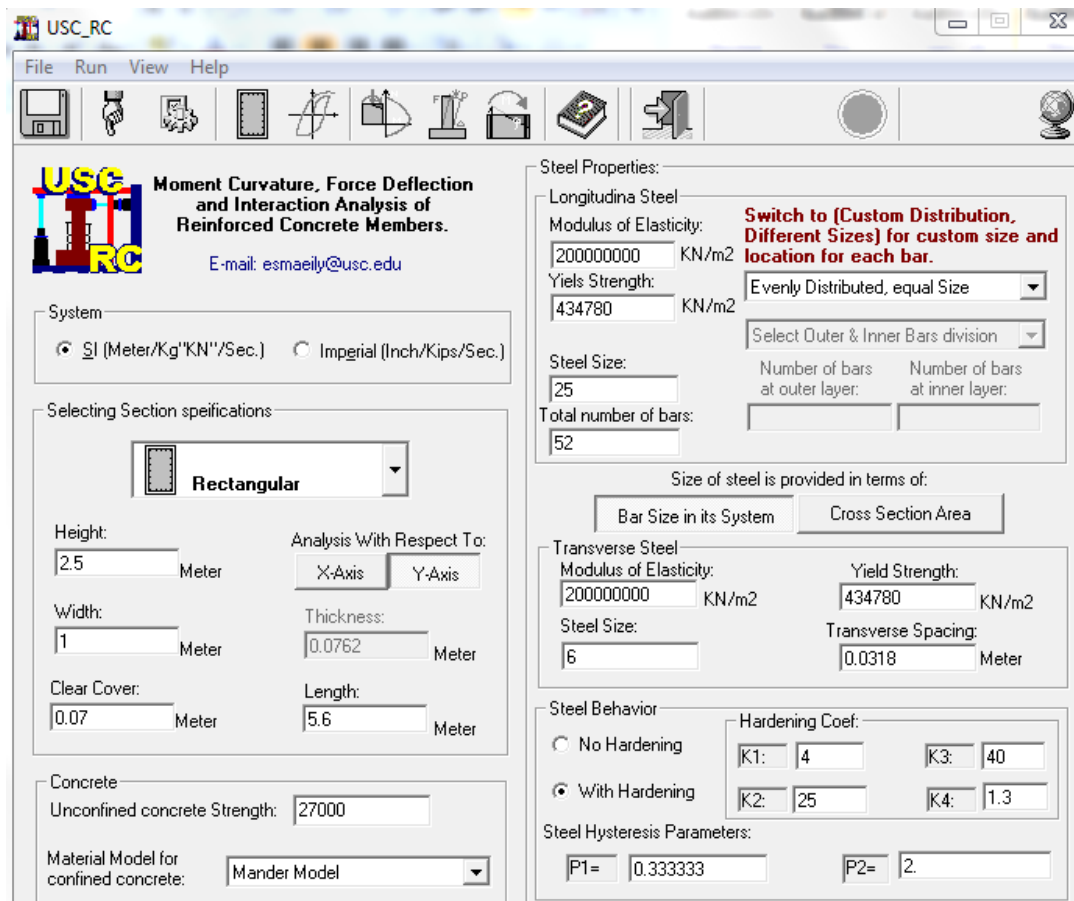 USC_RC
File Run View Help
USC
RC
Moment Curvature, Force Deflection
and Interaction Analysis of
Reinforced Concrete Members.
E-mail: esmaeily@usc.edu
System
SI (Meter/Kg"KN"/Sec.) Imperial (Inch/Kips/Sec.)
Selecting Section speifications
Rectangular
Height:
2.5 Meter
Analysis With Respect To:
X-Axis Y-Axis
Width:
1 Meter
Thickness:
0.0762 Meter
Clear Cover:
0.07 Meter
Length:
5.6 Meter
Concrete
Unconfined concrete Strength: 27000
Material Model for
confined concrete: Mander Model
Steel Properties:
Longitudina Steel
Modulus of Elasticity:
200000000 KN/m2
Yiels Strength:
434780 KN/m2
Switch to (Custom Distribution,
Different Sizes) for custom size and
location for each bar.
Evenly Distributed, equal Size
Select Outer & Inner Bars division
Steel Size:
25
Total number of bars:
52
Number of bars
at outer layer:
Number of bars
at inner layer:
Size of steel is provided in terms of:
Bar Size in its System Cross Section Area
Transverse Steel
Modulus of Elasticity:
200000000 KN/m2
Yield Strength:
434780 KN/m2
Steel Size:
6
Transverse Spacing:
0.0318 Meter
Steel Behavior
No Hardening
With Hardening
Hardening Coef:
K1: 4 K3: 40
K2: 25 K4: 1.3
Steel Hysteresis Parameters:
P1= 0.333333 P2= 2.